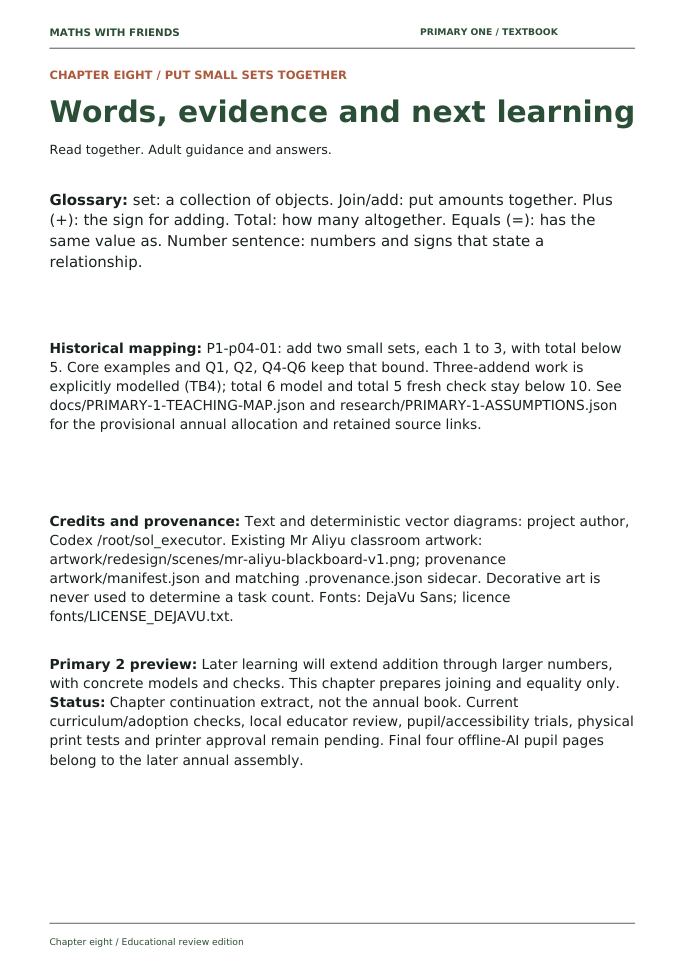 MATHS WITH FRIENDS
PRIMARY ONE / TEXTBOOK
CHAPTER EIGHT / PUT SMALL SETS TOGETHER
Words, evidence and next learning
Read together. Adult guidance and answers.
Glossary: set: a collection of objects. Join/add: put amounts together. Plus
(+): the sign for adding. Total: how many altogether. Equals (=): has the
same value as. Number sentence: numbers and signs that state a
relationship.
Historical mapping: P1-p04-01: add two small sets, each 1 to 3, with total below
5. Core examples and Q1, Q2, Q4-Q6 keep that bound. Three-addend work is
explicitly modelled (TB4); total 6 model and total 5 fresh check stay below 10. See
docs/PRIMARY-1-TEACHING-MAP.json and research/PRIMARY-1-ASSUMPTIONS.json
for the provisional annual allocation and retained source links.
Credits and provenance: Text and deterministic vector diagrams: project author,
Codex /root/sol_executor. Existing Mr Aliyu classroom artwork:
artwork/redesign/scenes/mr-aliyu-blackboard-v1.png; provenance
artwork/manifest.json and matching .provenance.json sidecar. Decorative art is
never used to determine a task count. Fonts: DejaVu Sans; licence
fonts/LICENSE_DEJAVU.txt.
Primary 2 preview: Later learning will extend addition through larger numbers,
with concrete models and checks. This chapter prepares joining and equality only.
Status: Chapter continuation extract, not the annual book. Current
curriculum/adoption checks, local educator review, pupil/accessibility trials, physical
print tests and printer approval remain pending. Final four offline-AI pupil pages
belong to the later annual assembly.
Chapter eight / Educational review edition